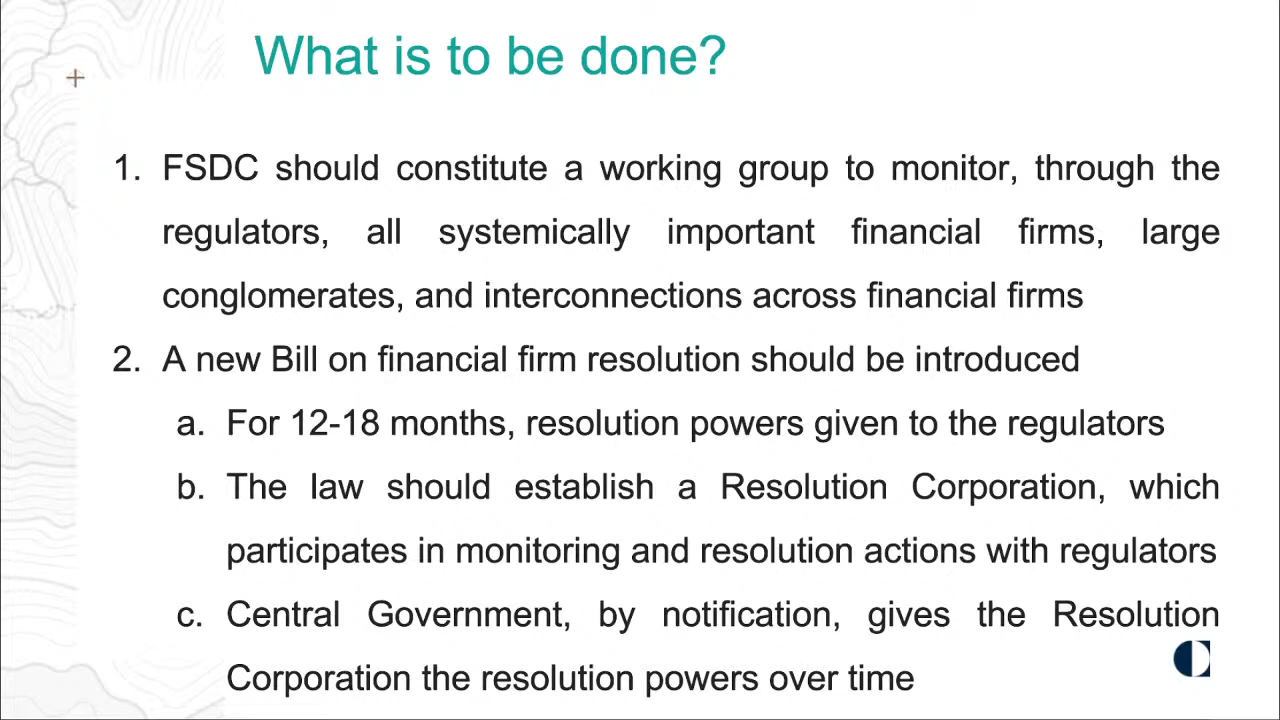 What is to be done?
1. FSDC should constitute a working group to monitor, through the
regulators, all systemically important financial firms, large
conglomerates, and interconnections across financial firms
2. A new Bill on financial firm resolution should be introduced
a. For 12-18 months, resolution powers given to the regulators
b. The law should establish a Resolution Corporation, which
participates in monitoring and resolution actions with regulators
c. Central Government, by notification, gives the Resolution
Corporation the resolution powers over time